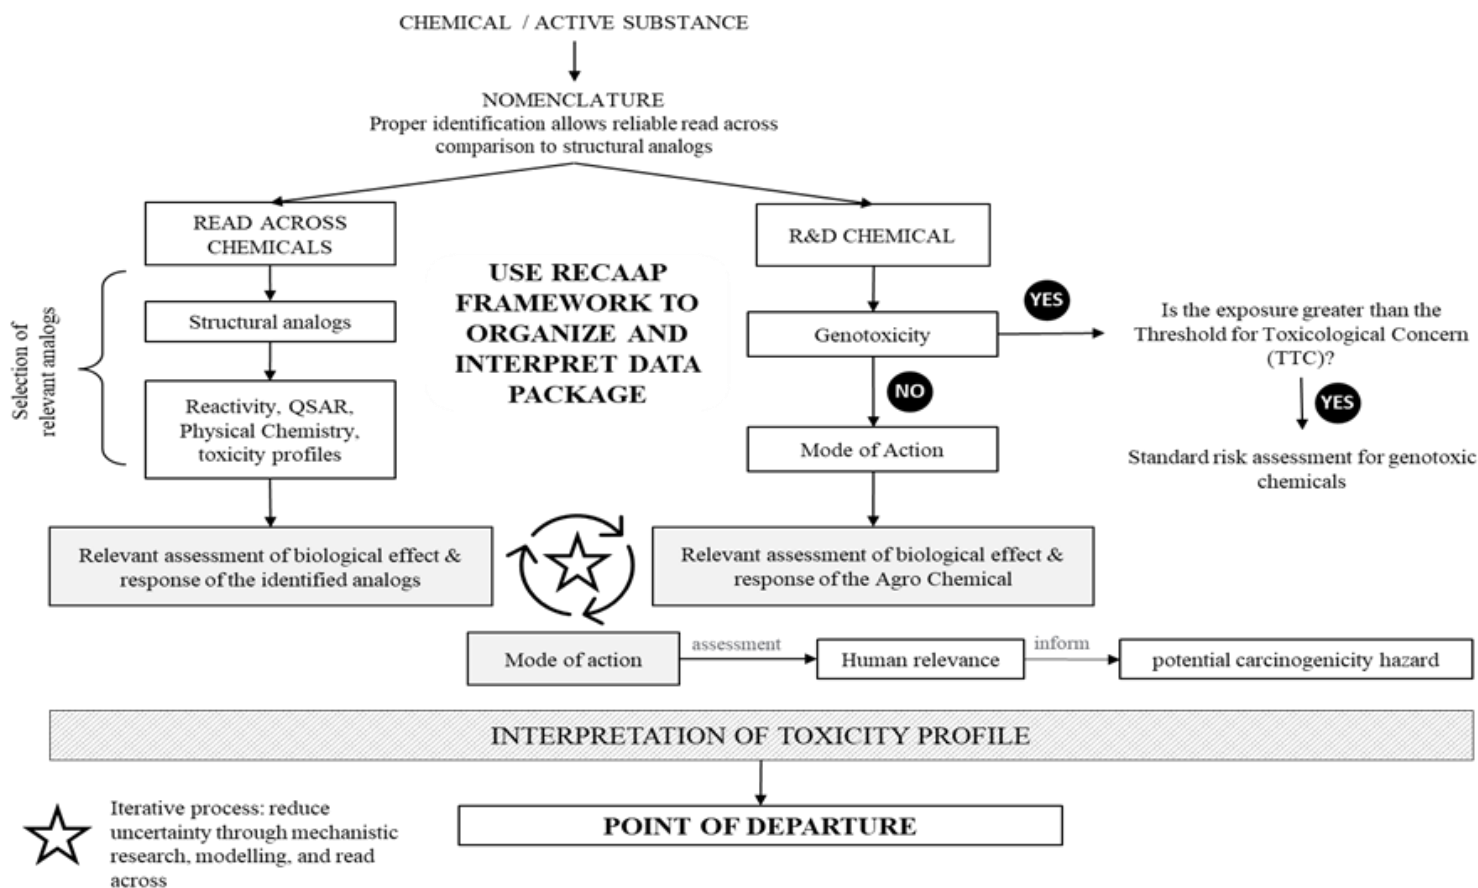 CHEMICAL / ACTIVE SUBSTANCE
NOMENCLATURE
Proper identification allows reliable read across
comparison to structural analogs
READ ACROSS
CHEMICALS
R&D CHEMICAL
USE RECAAP
FRAMEWORK TO
ORGANIZE AND
INTERPRET DATA
PACKAGE
Selection of
relevant analogs
Structural analogs
Reactivity, QSAR,
Physical Chemistry,
toxicity profiles
Genotoxicity
YES
Is the exposure greater than the
Threshold for Toxicological Concern
(TTC)?
NO
YES
Mode of Action
Standard risk assessment for genotoxic
chemicals
Relevant assessment of biological effect &
response of the identified analogs
Relevant assessment of biological effect &
response of the Agro Chemical
Mode of action
assessment
Human relevance
inform
potential carcinogenicity hazard
INTERPRETATION OF TOXICITY PROFILE
POINT OF DEPARTURE
Iterative process: reduce
uncertainty through mechanistic
research, modelling, and read
across